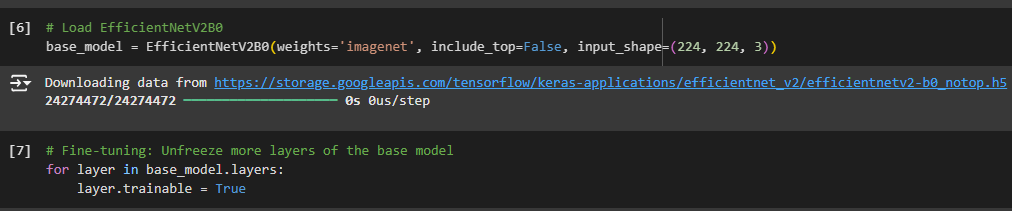 [6] # Load EfficientNetV2B0
base_model = EfficientNetV2B0(weights='imagenet', include_top=False, input_shape=(224, 224, 3))
Downloading data from https://storage.googleapis.com/tensorflow/keras-applications/efficientnet_v2/efficientnetv2-b0_notop.h5
24274472/24274472 ━━━━━━━━━━━━━━━━━━━━ 0s 0us/step
[7] # Fine-tuning: Unfreeze more layers of the base model
for layer in base_model.layers:
    layer.trainable = True